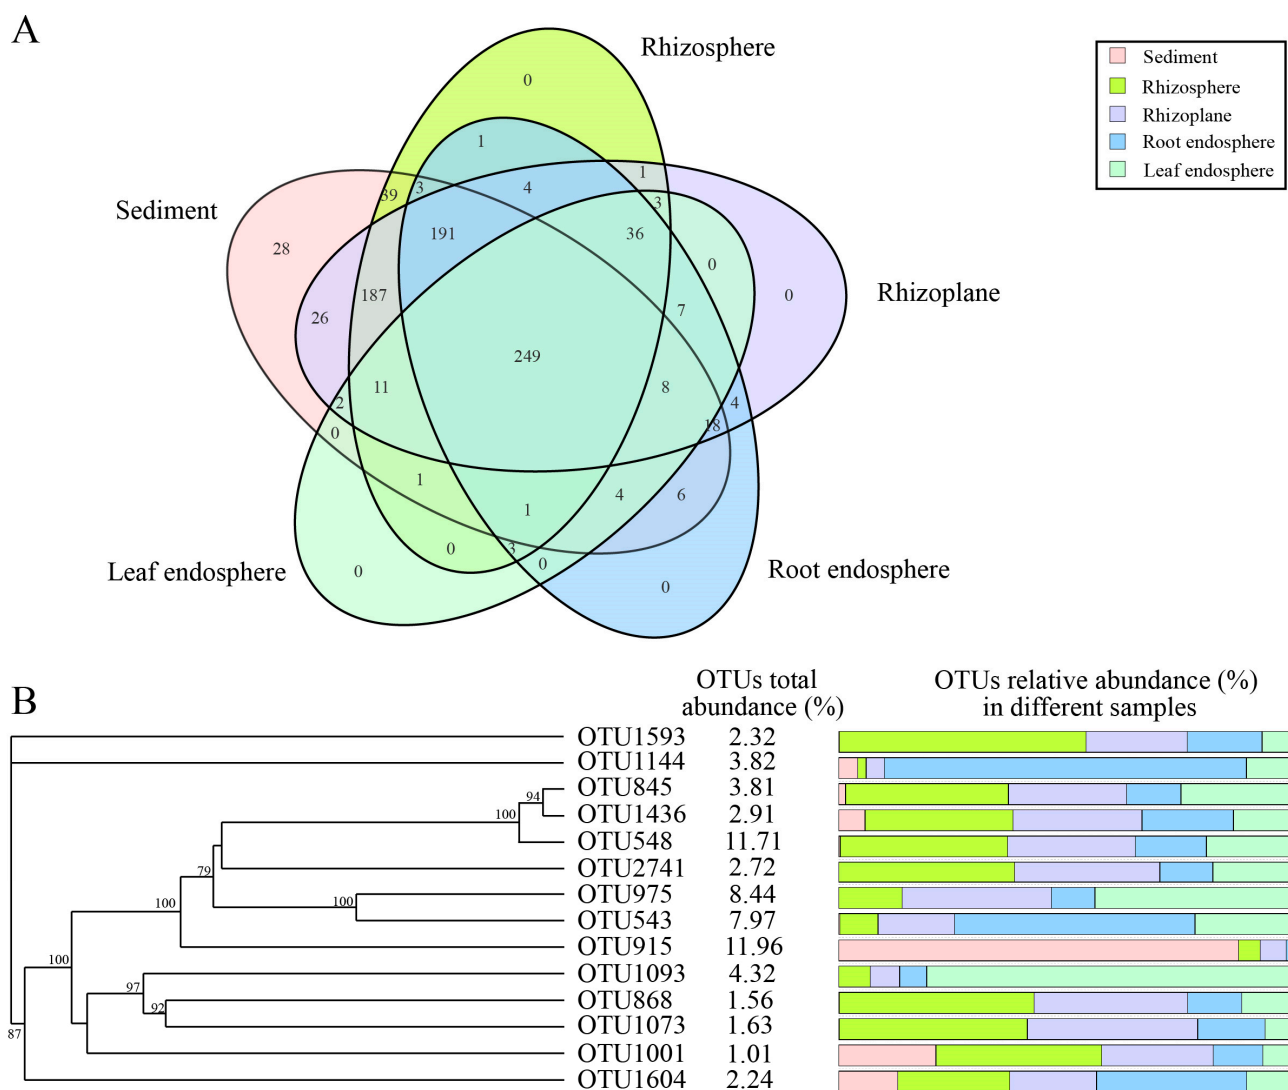 A
Rhizosphere
Sediment
Rhizosphere
Rhizoplane
Root endosphere
Leaf endosphere
0
1
1
39
3
4
3
Sediment
28
191
36
0
187
7
Rhizoplane
0
26
249
11
8
2
4
18
0
1
4
6
1
0
3
0
Leaf endosphere
0
0
Root endosphere
B
OTUs total
abundance (%)
OTUs relative abundance (%)
in different samples
OTU1593 2.32
OTU1144 3.82
OTU845 3.81
94
OTU1436 2.91
100
OTU548 11.71
OTU2741 2.72
79
OTU975 8.44
100
100
OTU543 7.97
OTU915 11.96
100
OTU1093 4.32
97
OTU868 1.56
92
OTU1073 1.63
87
OTU1001 1.01
OTU1604 2.24